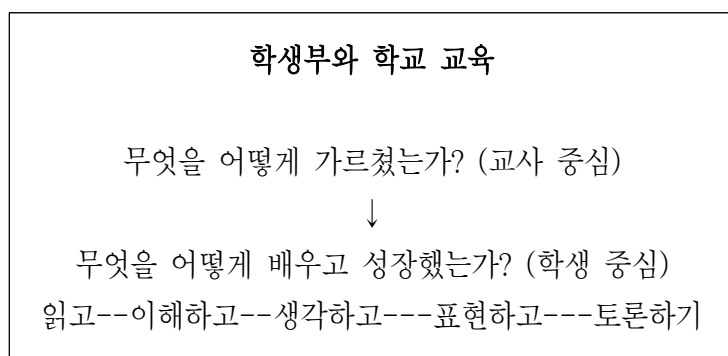 학생부와 학교 교육
무엇을 어떻게 가르쳤는가? (교사 중심)
↓
무엇을 어떻게 배우고 성장했는가? (학생 중심)
읽고--이해하고--생각하고---표현하고---토론하기